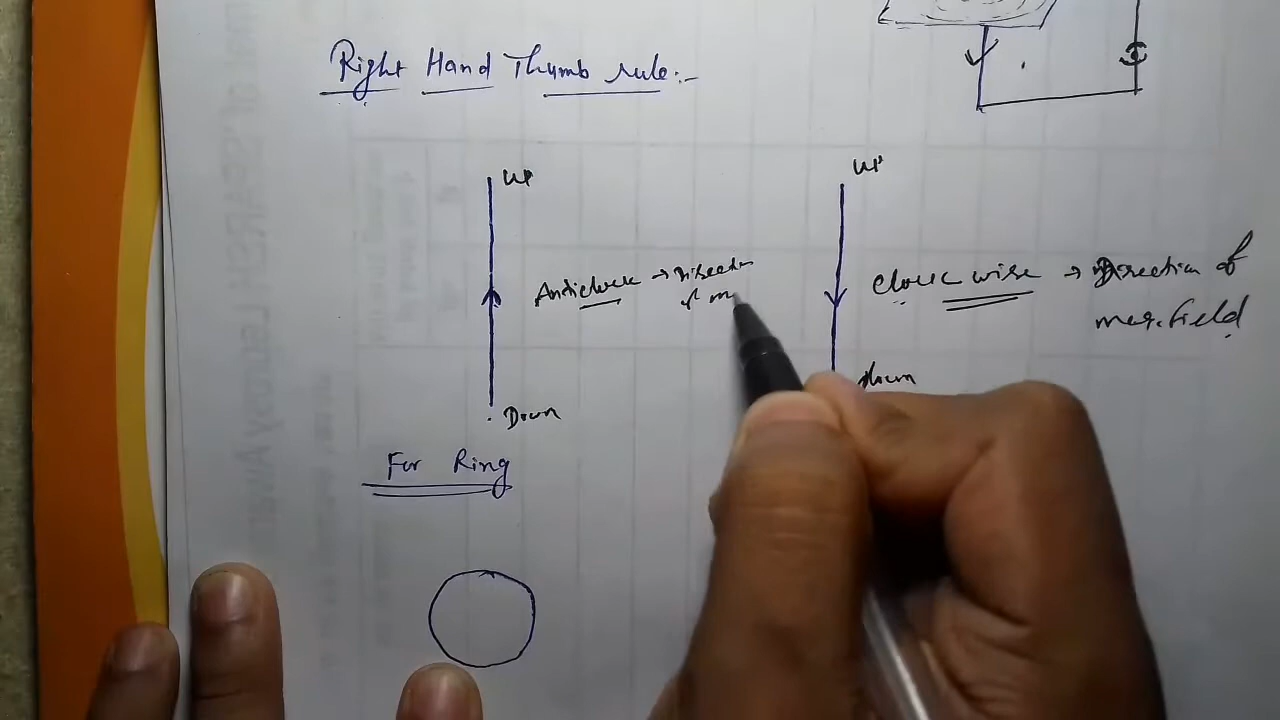 Right Hand Thumb rule:-
UP
UP
Anticlock → Direction
of m
Clock wise → Direction of
mag. field
Down
Down
For Ring